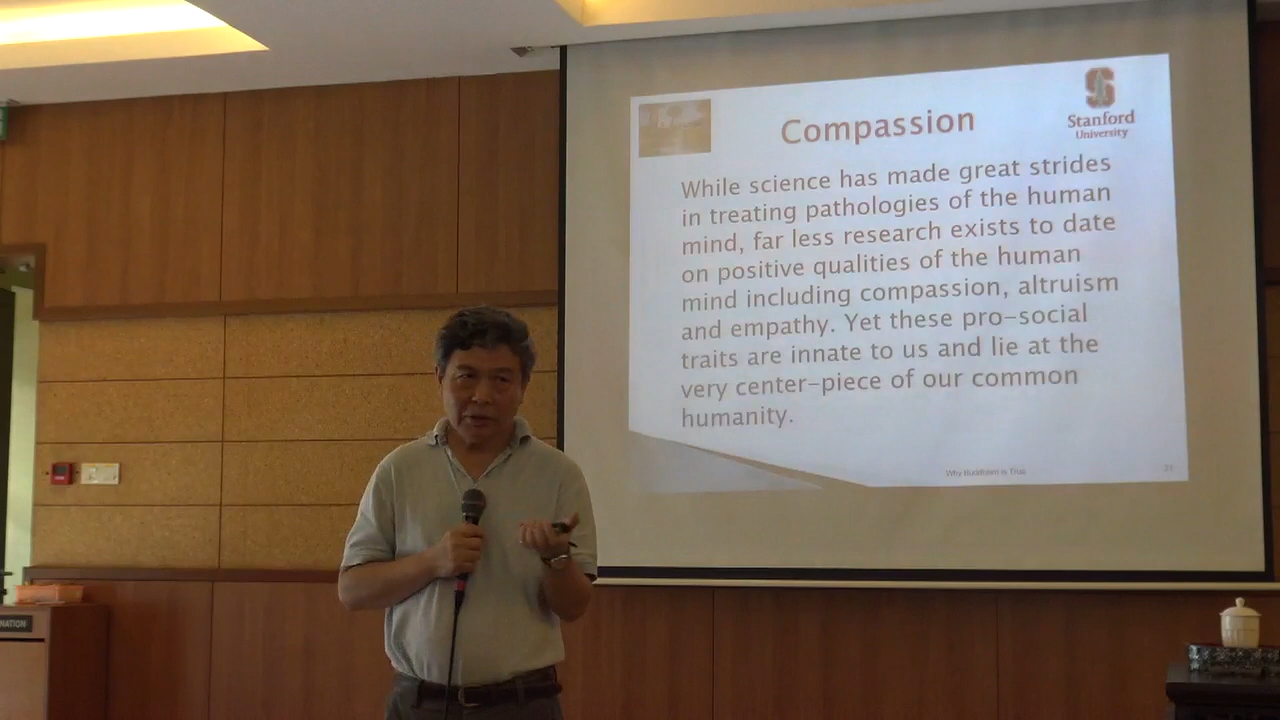 Compassion
Stanford
University
While science has made great strides
in treating pathologies of the human
mind, far less research exists to date
on positive qualities of the human
mind including compassion, altruism
and empathy. Yet these pro-social
traits are innate to us and lie at the
very center-piece of our common
humanity.
Why Buddhism is True
NATION